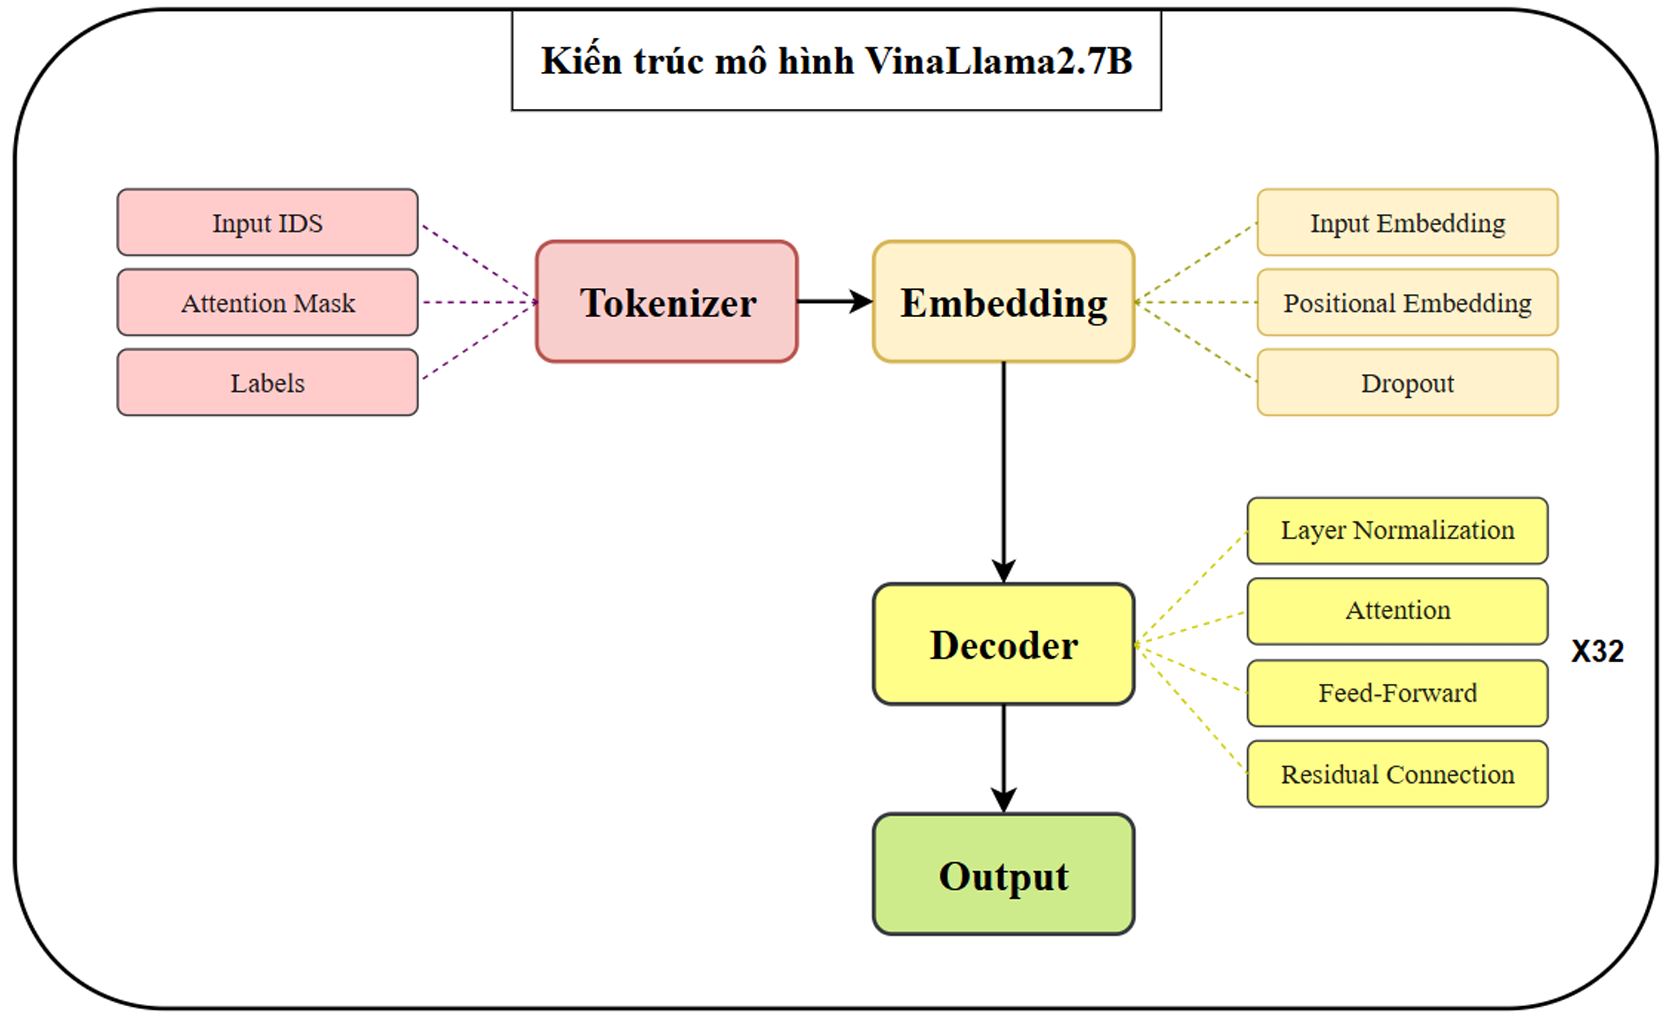 Kiến trúc mô hình VinaLlama2.7B
Input IDS
Attention Mask
Labels
Tokenizer
Embedding
Input Embedding
Positional Embedding
Dropout
Decoder
Layer Normalization
Attention
Feed-Forward
Residual Connection
X32
Output